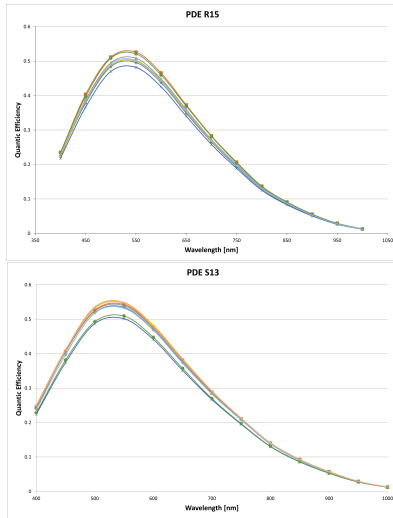 PDE R15
0.6
0.5
0.4
0.3
0.2
0.1
0
Quantic Efficiency
350 450 550 650 750 850 950 1050
Wavelength [nm]
PDE S13
0.6
0.5
0.4
0.3
0.2
0.1
0
Quantic Efficiency
400 500 600 700 800 900 1000
Wavelength [nm]